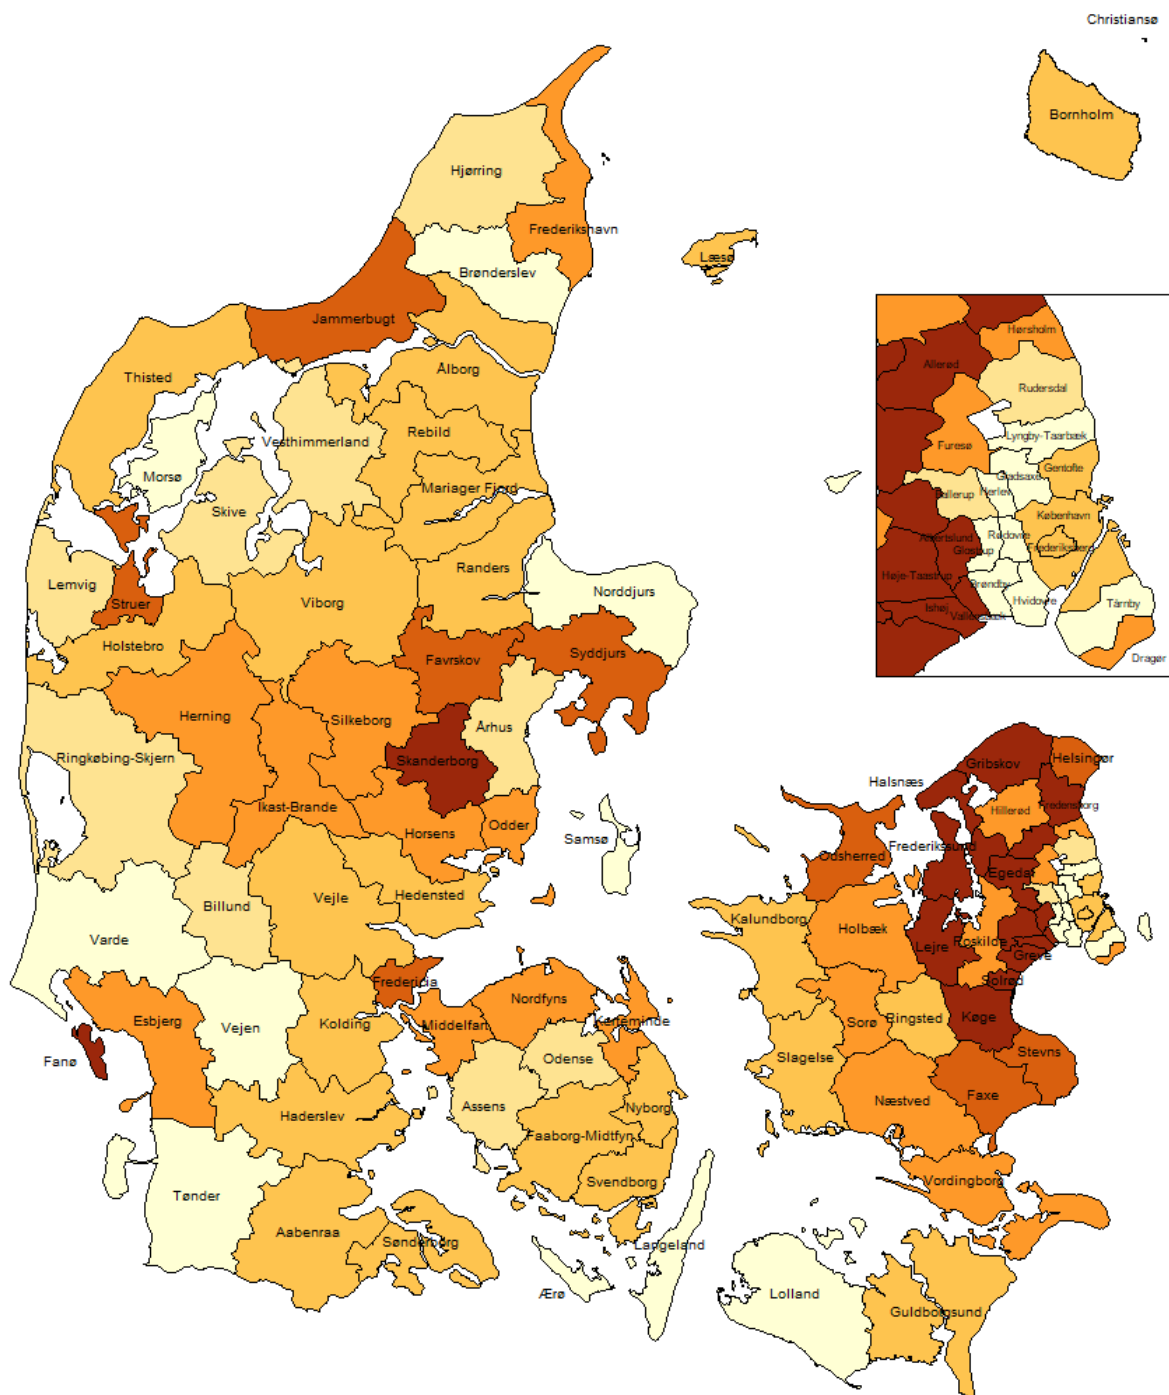 Christiansø
Bornholm
Hjørring
Frederikshavn
Læsø
Brønderslev
Jammerbugt
Ålborg
Thisted
Rebild
Vesthimmerland
Morsø
Mariager Fjord
Skive
Randers
Lemvig
Norddjurs
Struer
Viborg
Holstebro
Favrskov
Syddjurs
Herning
Silkeborg
Århus
Ringkøbing-Skjern
Skanderborg
Ikast-Brande
Horsens
Odder
Samsø
Hedensted
Vejle
Billund
Varde
Fredericia
Nordfyns
Esbjerg
Vejen
Kolding
Middelfart
Kerteminde
Fanø
Odense
Assens
Nyborg
Haderslev
Faaborg-Midtfyn
Svendborg
Tønder
Aabenraa
Sønderborg
Langeland
Ærø
Hørsholm
Allerød
Rudersdal
Furesø
Lyngby-Taarbæk
Gentofte
Gladsaxe
Ballerup
Herlev
København
Rødovre
Albertslund
Glostrup
Frederiksberg
Høje-Taastrup
Brøndby
Hvidovre
Tårnby
Ishøj
Vallensbæk
Dragør
Gribskov
Helsingør
Halsnæs
Hillerød
Fredensborg
Frederikssund
Odsherred
Egedal
Kalundborg
Holbæk
Lejre
Roskilde
Greve
Solrød
Køge
Sorø
Ringsted
Stevns
Slagelse
Næstved
Faxe
Vordingborg
Lolland
Guldborgsund